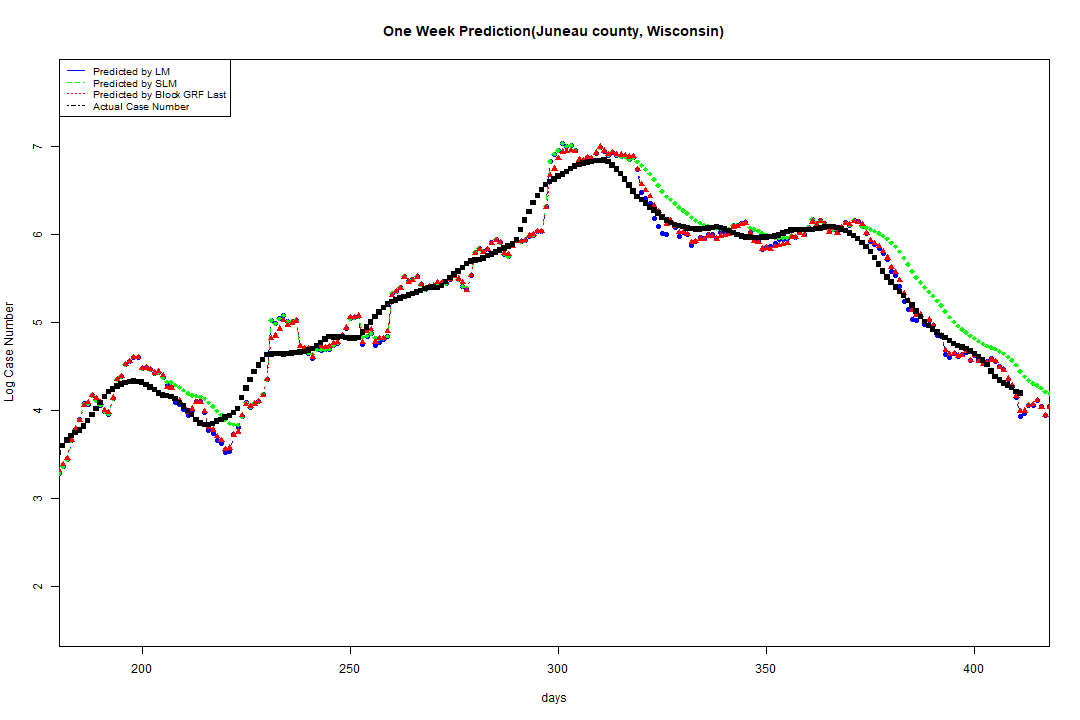 One Week Prediction(Juneau county, Wisconsin)
Predicted by LM
Predicted by SLM
Predicted by Block GRF Last
Actual Case Number
7
6
5
4
3
2
Log Case Number
200 250 300 350 400
days